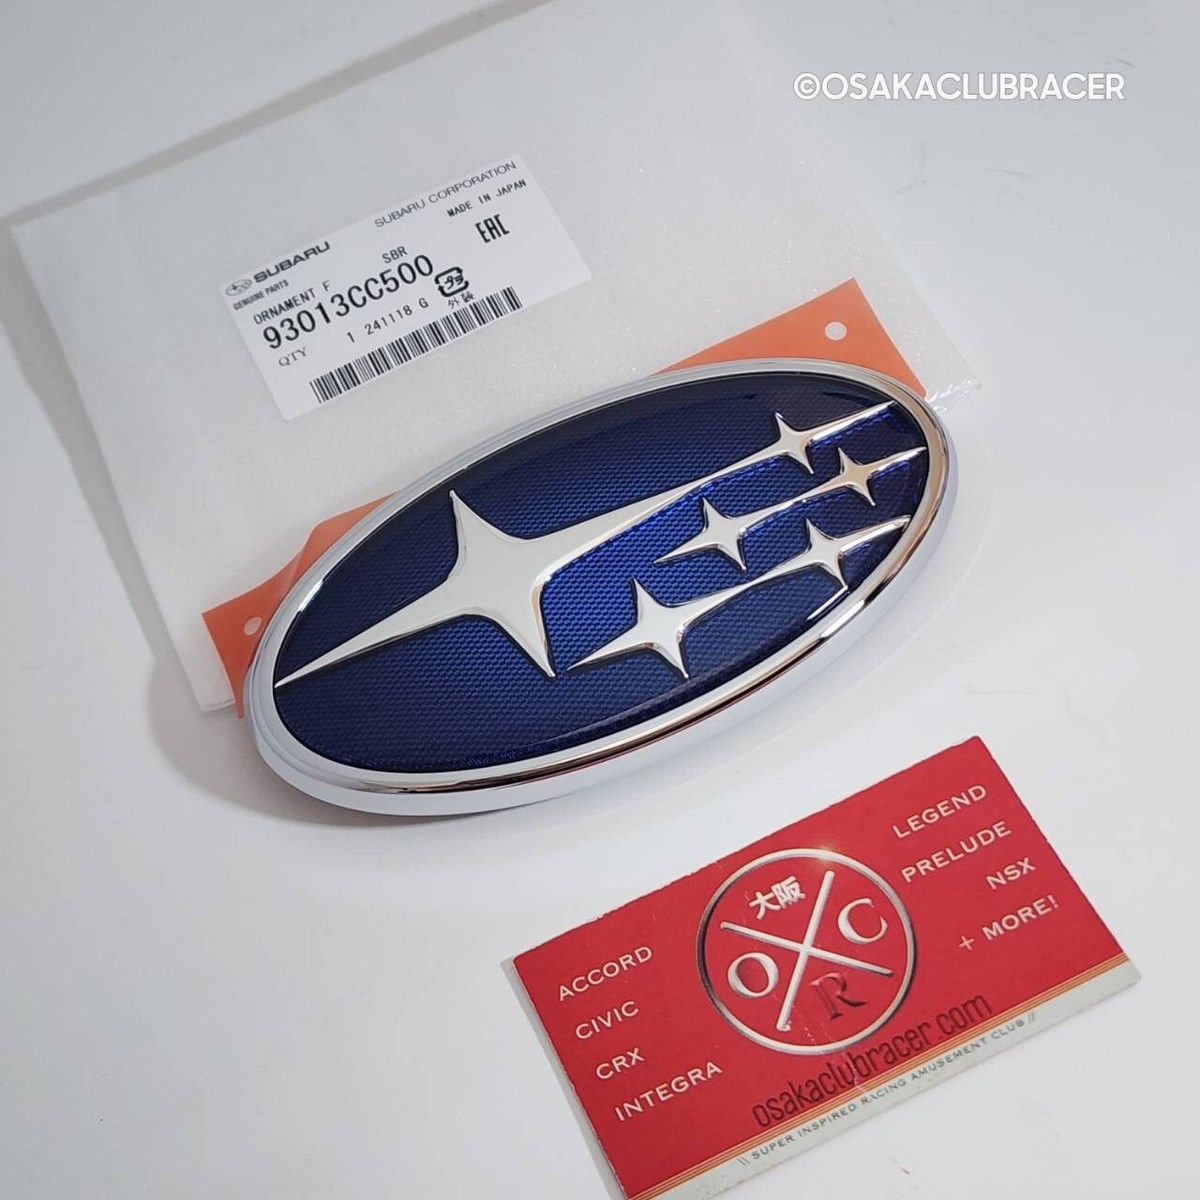 ©OSAKACLUBRACER
SUBARU SUBARU CORPORATION
GENUINE PARTS MADE IN JAPAN
ORNAMENT F SBR EAC
93013CC500
QTY 1 241118 G 外装
ACCORD
CIVIC
CRX
INTEGRA
大阪
O C
R
LEGEND
PRELUDE
NSX
+ MORE!
osakaclubracer.com
\\ SUPER INSPIRED RACING AMUSEMENT CLUB //